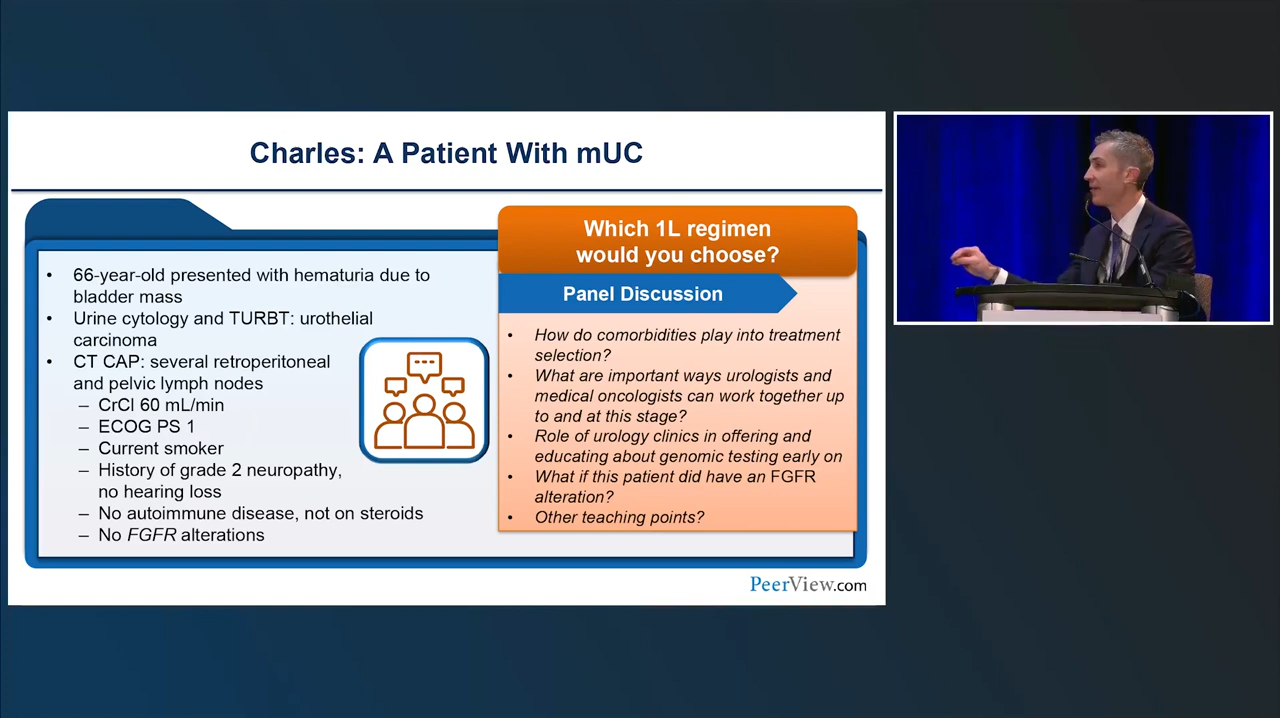 Charles: A Patient With mUC
• 66-year-old presented with hematuria due to
bladder mass
• Urine cytology and TURBT: urothelial
carcinoma
• CT CAP: several retroperitoneal
and pelvic lymph nodes
– CrCl 60 mL/min
– ECOG PS 1
– Current smoker
– History of grade 2 neuropathy,
no hearing loss
– No autoimmune disease, not on steroids
– No FGFR alterations
Which 1L regimen
would you choose?
Panel Discussion
• How do comorbidities play into treatment
selection?
• What are important ways urologists and
medical oncologists can work together up
to and at this stage?
• Role of urology clinics in offering and
educating about genomic testing early on
• What if this patient did have an FGFR
alteration?
• Other teaching points?
PeerView.com